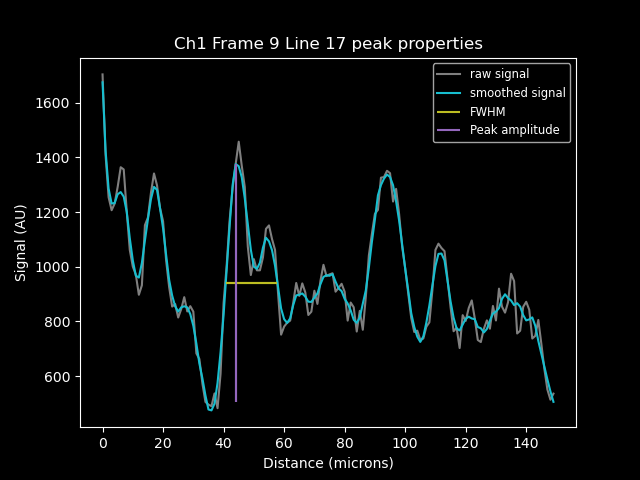 Ch1 Frame 9 Line 17 peak properties
raw signal
smoothed signal
FWHM
Peak amplitude
Signal (AU)
1600
1400
1200
1000
800
600
0 20 40 60 80 100 120 140
Distance (microns)